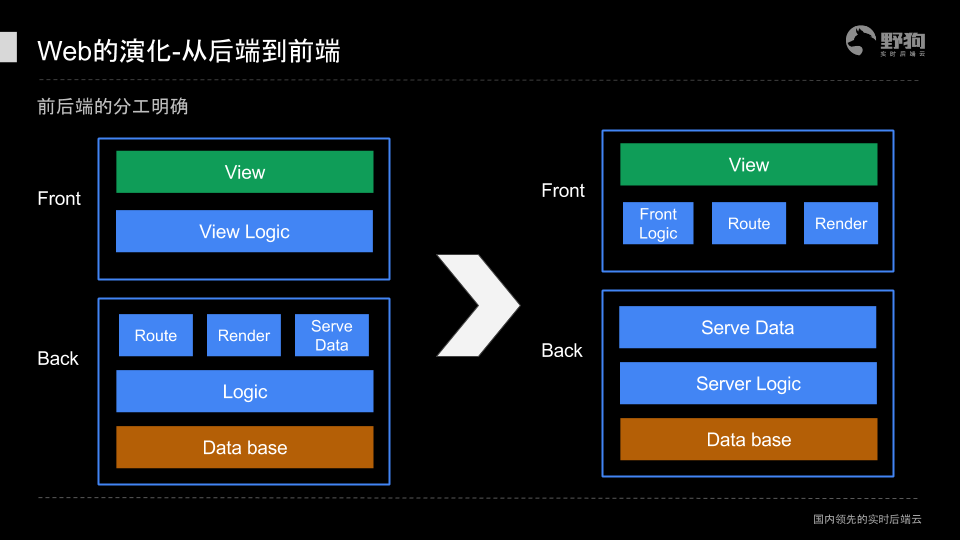 Web的演化-从后端到前端
野狗
实时后端云
前后端的分工明确
Front
View
View Logic
Back
Route
Render
Serve
Data
Logic
Data base
Front
View
Front
Logic
Route
Render
Back
Serve Data
Server Logic
Data base
国内领先的实时后端云